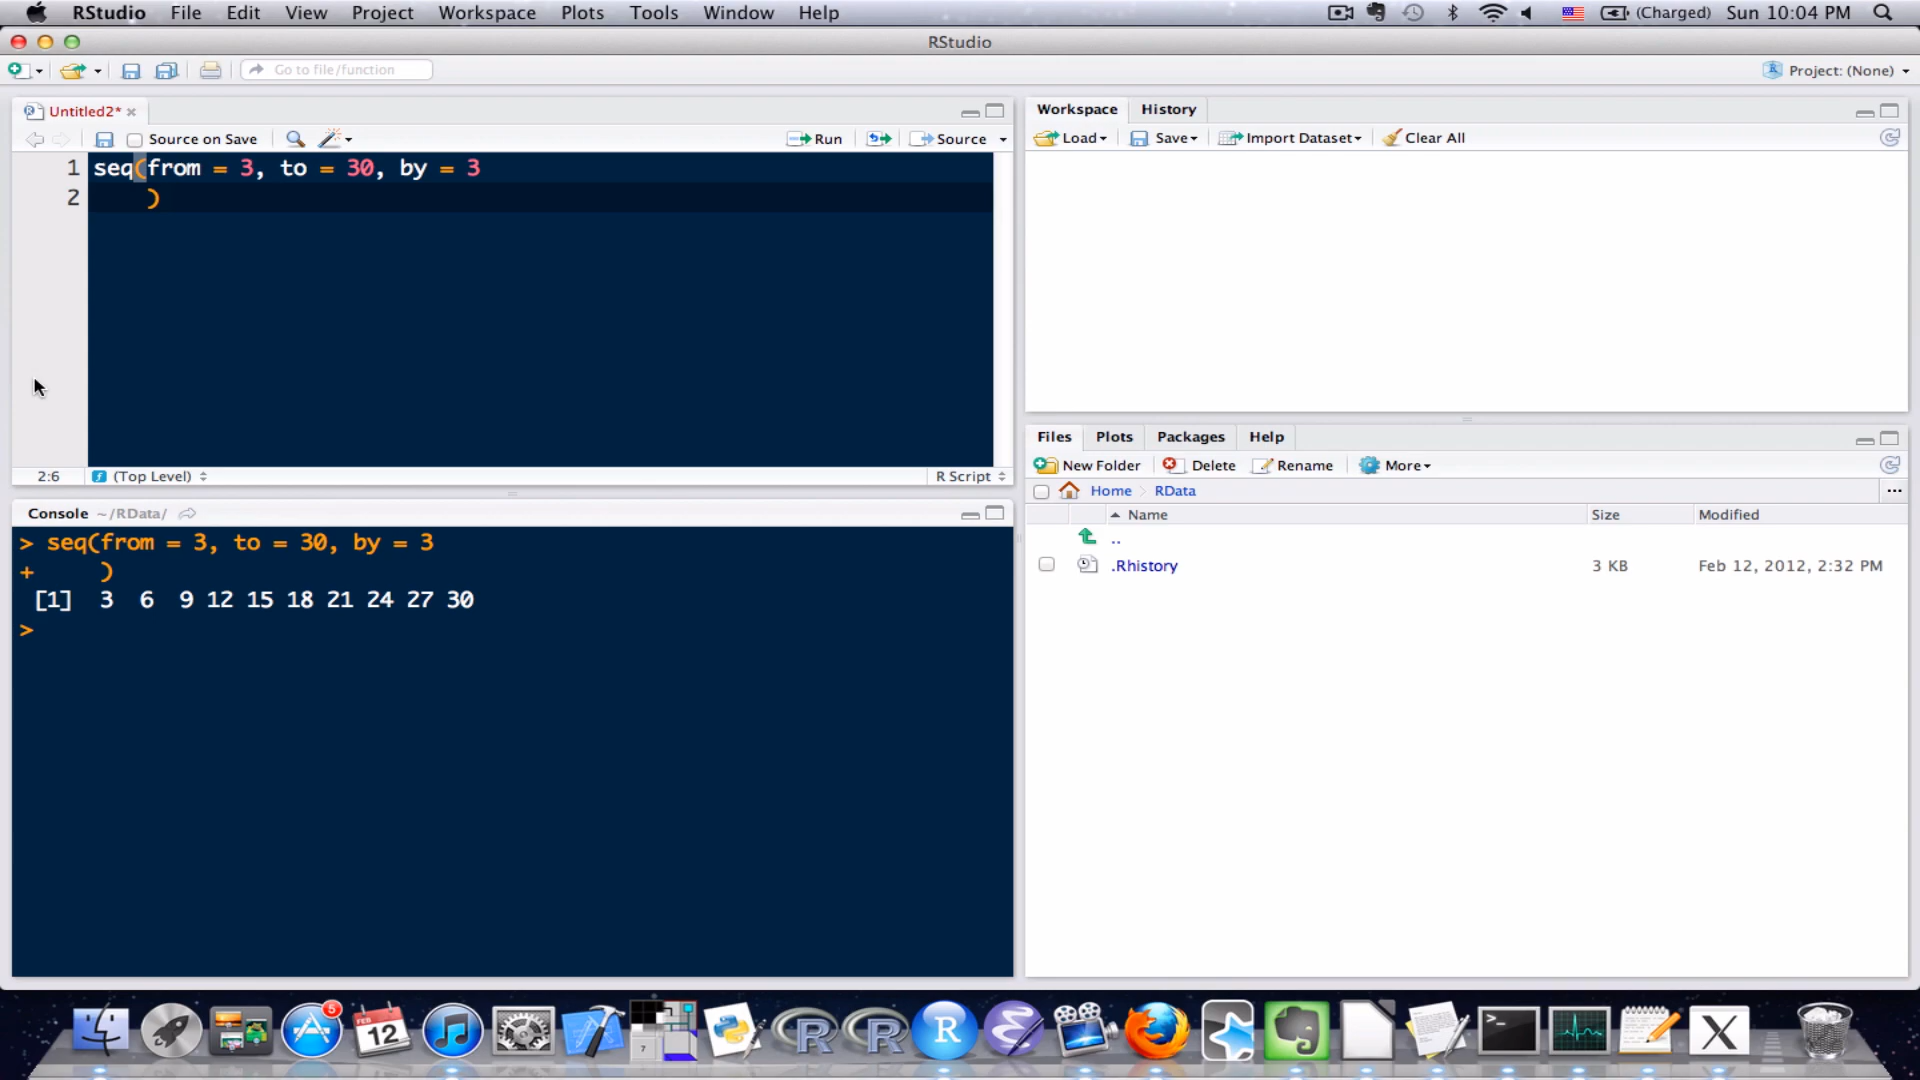 RStudio File Edit View Project Workspace Plots Tools Window Help (Charged) Sun 10:04 PM
RStudio
Go to file/function Project: (None)
Untitled2*
Source on Save Run Source
1 seq(from = 3, to = 30, by = 3
2 )
2:6 (Top Level) R Script
Console ~/RData/
> seq(from = 3, to = 30, by = 3
+ )
[1] 3 6 9 12 15 18 21 24 27 30
>
Workspace History
Load Save Import Dataset Clear All
Files Plots Packages Help
New Folder Delete Rename More
Home RData ...
Name Size Modified
..
.Rhistory 3 KB Feb 12, 2012, 2:32 PM
5 FEB 12 7 R R R >_ X